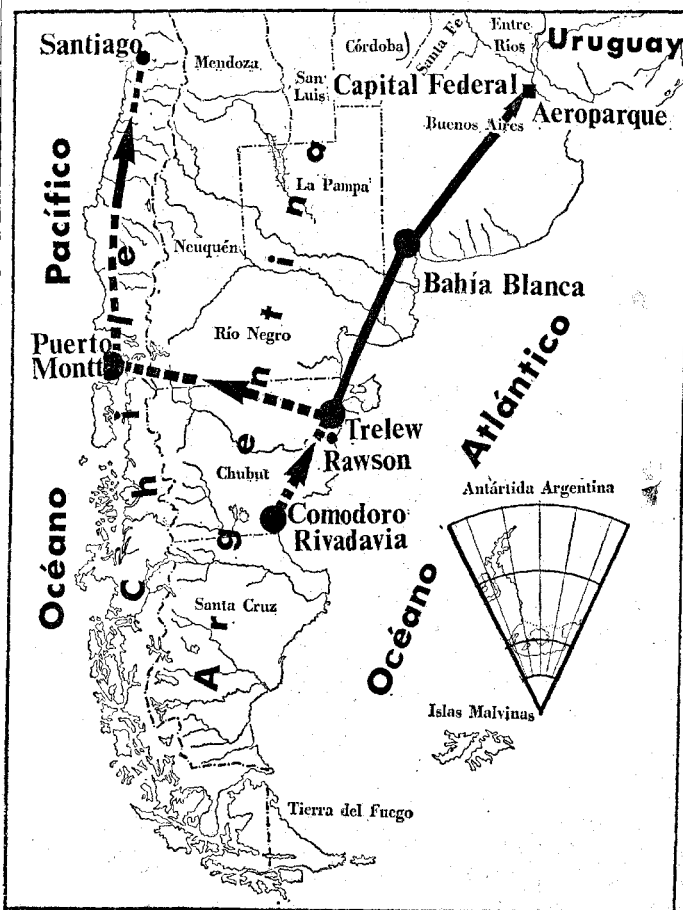 Santiago
Mendoza
San
Luis
Córdoba
Santa Fe
Entre
Ríos
Uruguay
Capital Federal
Aeroparque
Buenos Aires
La Pampa
Pacífico
Neuquén
Bahía Blanca
Río Negro
Puerto
Montt
Trelew
Rawson
Atlántico
Chubut
Antártida Argentina
Comodoro
Rivadavia
Océano
Chile
Argentina
Santa Cruz
Océano
Islas Malvinas
Tierra del Fuego